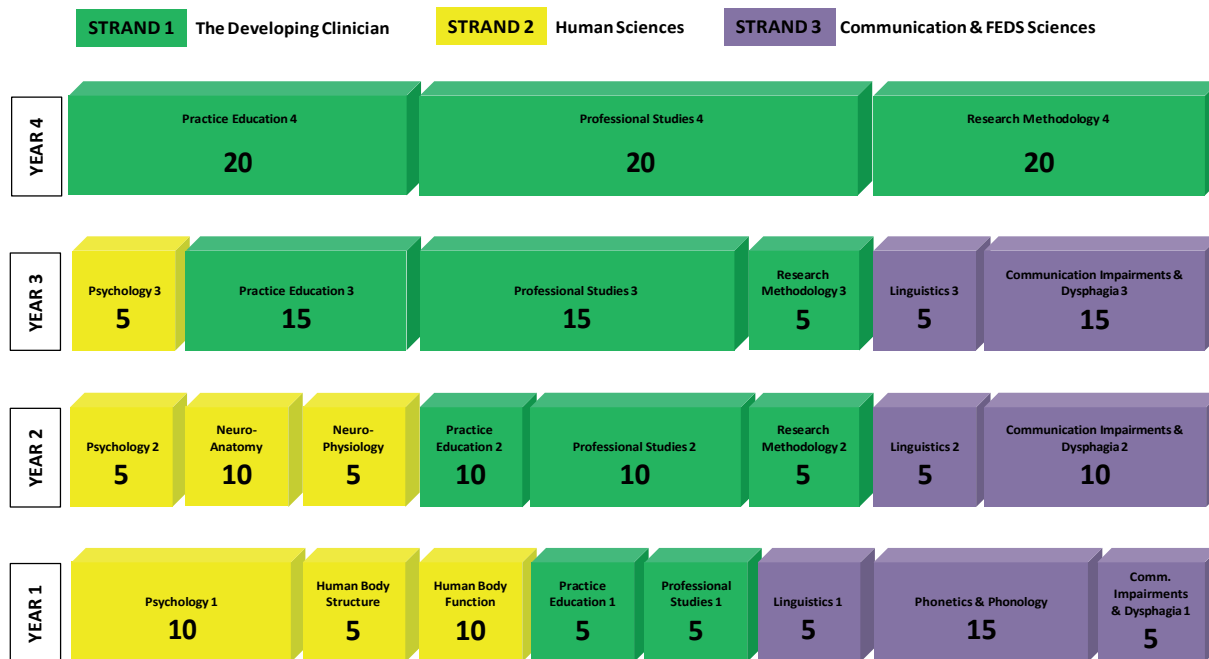 STRAND 1 The Developing Clinician STRAND 2 Human Sciences STRAND 3 Communication & FEDS Sciences
YEAR 4
Practice Education 4
20
Professional Studies 4
20
Research Methodology 4
20
YEAR 3
Psychology 3
5
Practice Education 3
15
Professional Studies 3
15
Research
Methodology 3
5
Linguistics 3
5
Communication Impairments &
Dysphagia 3
15
YEAR 2
Psychology 2
5
Neuro-
Anatomy
10
Neuro-
Physiology
5
Practice
Education 2
10
Professional Studies 2
10
Research
Methodology 2
5
Linguistics 2
5
Communication Impairments &
Dysphagia 2
10
YEAR 1
Psychology 1
10
Human Body
Structure
5
Human Body
Function
10
Practice
Education 1
5
Professional
Studies 1
5
Linguistics 1
5
Phonetics & Phonology
15
Comm.
Impairments
& Dysphagia 1
5